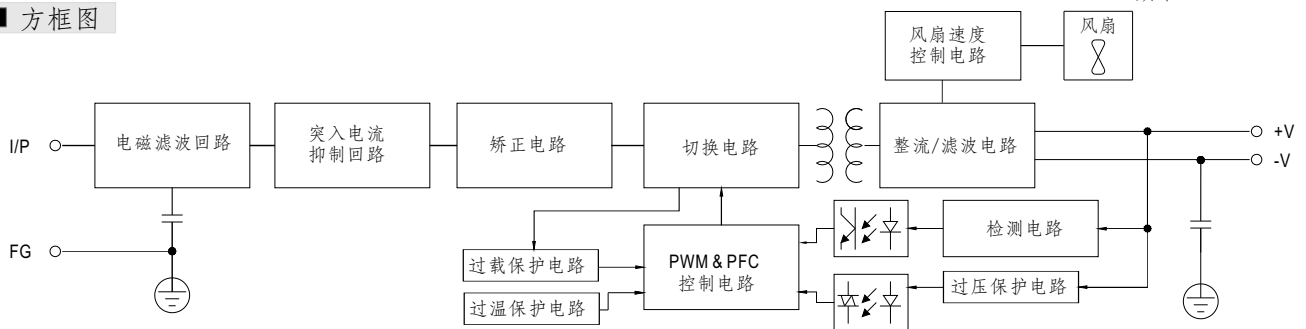 方框图
风扇速度
控制电路
风扇
I/P
电磁滤波回路
突入电流
抑制回路
矫正电路
切换电路
整流/滤波电路
+V
-V
FG
过载保护电路
过温保护电路
PWM & PFC
控制电路
检测电路
过压保护电路